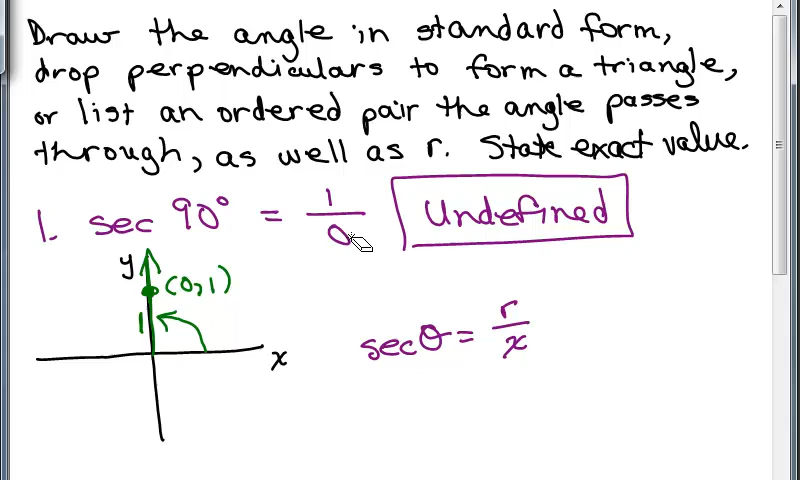 Draw the angle in standard form,
drop perpendiculars to form a triangle,
or list an ordered pair the angle passes
through, as well as r. State exact value.
1. sec 90° = 1/0 Undefined
y
(0,1)
1
x
secθ = r/x